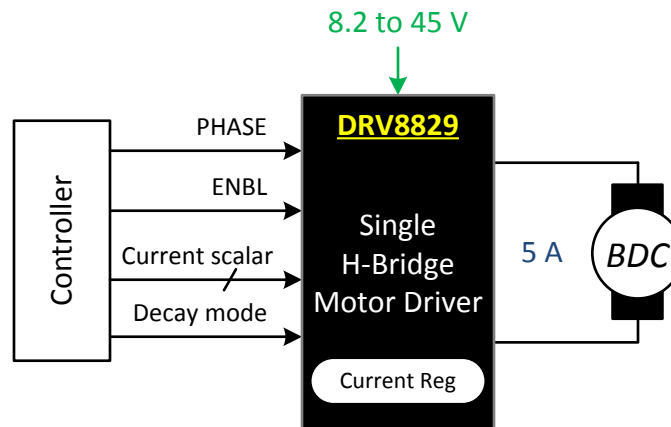 8.2 to 45 V
Controller
PHASE
ENBL
Current scalar
Decay mode
DRV8829
Single
H-Bridge
Motor Driver
Current Reg
5 A
BDC